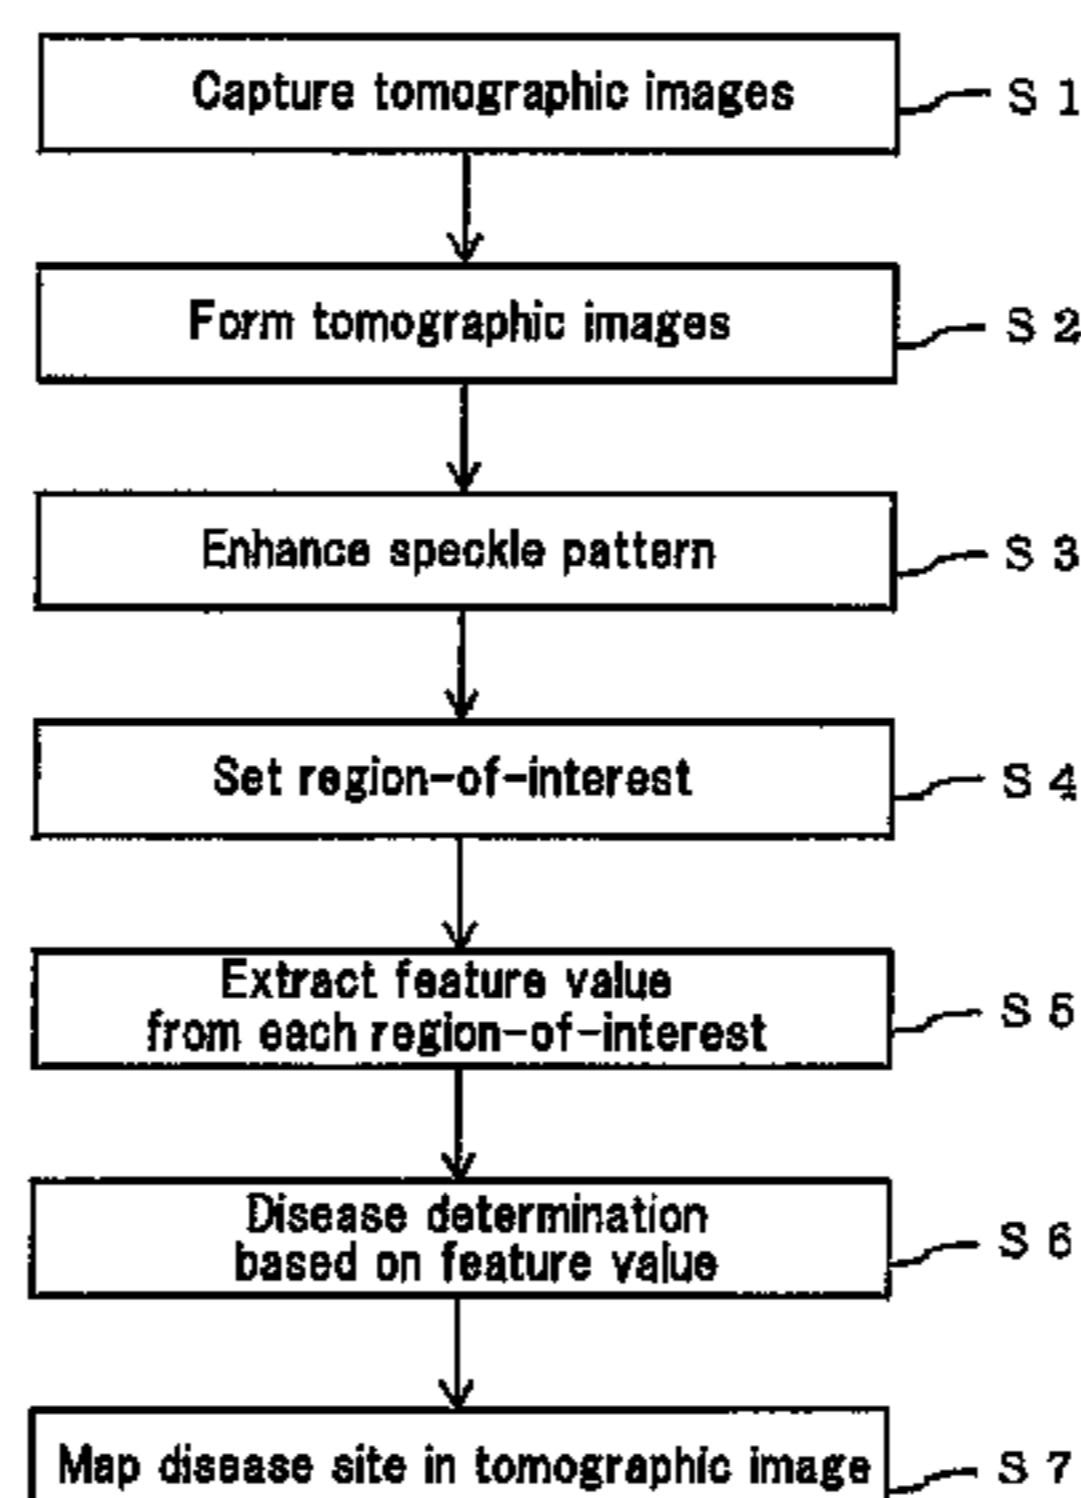 Capture tomographic images
S 1
Form tomographic images
S 2
Enhance speckle pattern
S 3
Set region-of-interest
S 4
Extract feature value
from each region-of-interest
S 5
Disease determination
based on feature value
S 6
Map disease site in tomographic image
S 7